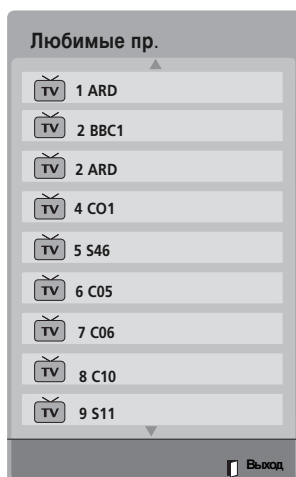 Любимые пр.
TV 1 ARD
TV 2 BBC1
TV 2 ARD
TV 4 CO1
TV 5 S46
TV 6 C05
TV 7 C06
TV 8 C10
TV 9 S11
Выход